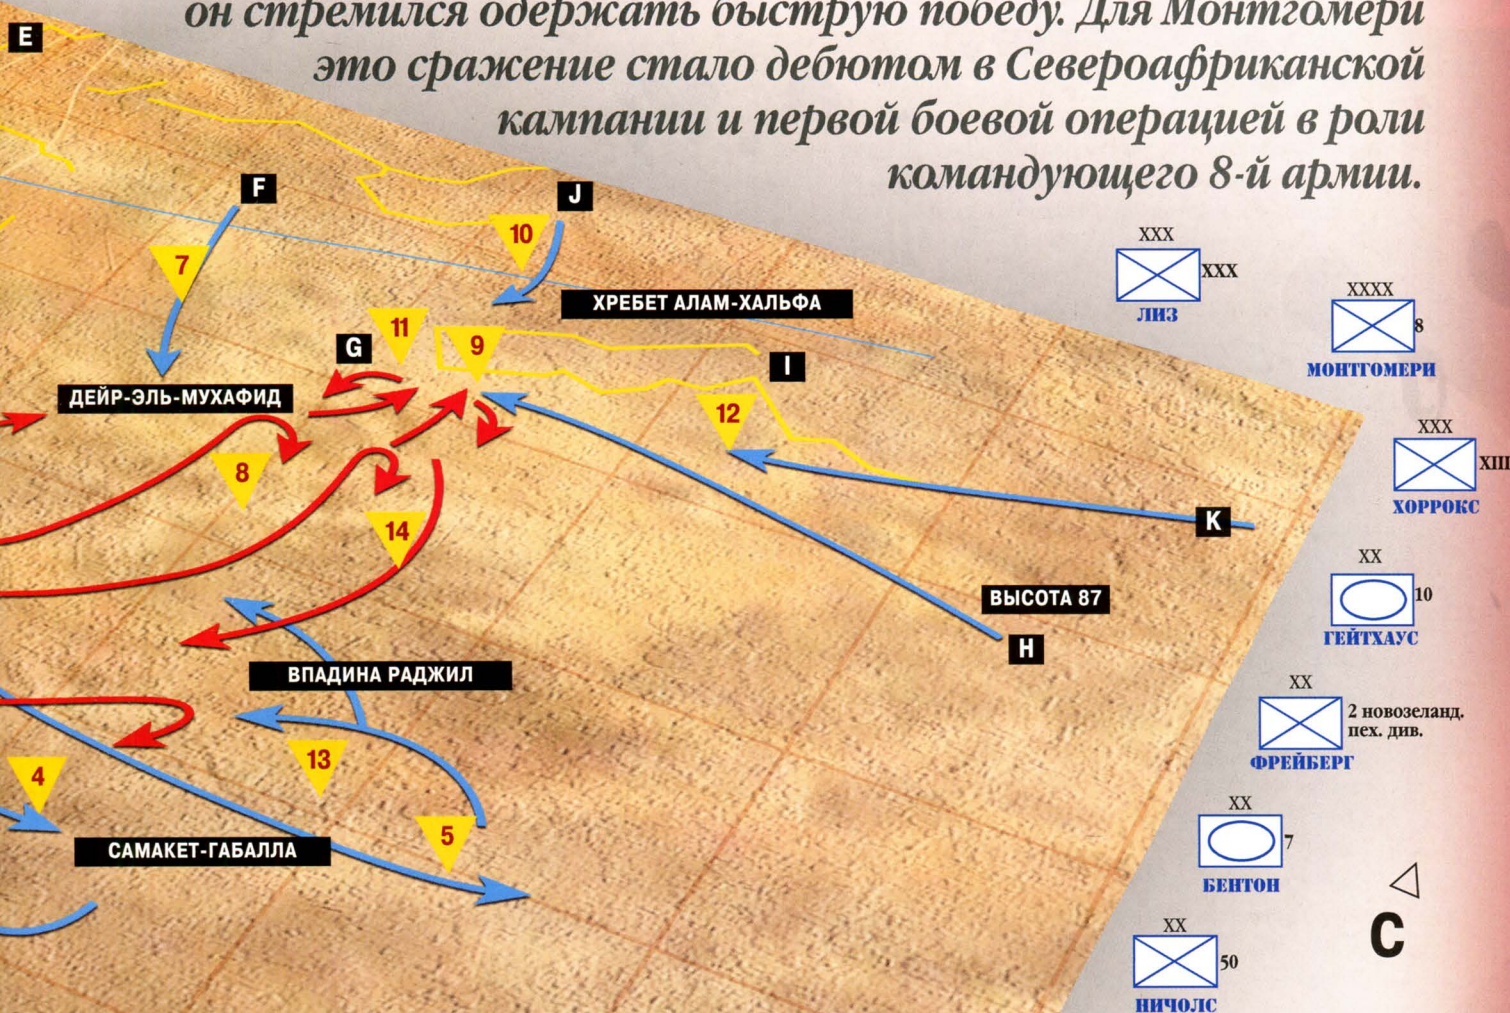 он стремился одержать быструю победу. Для Монтгомери
это сражение стало дебютом в Североафриканской
кампании и первой боевой операцией в роли
командующего 8-й армии.
E
F
J
7
10
ХРЕБЕТ АЛАМ-ХАЛЬФА
11
G
9
I
ДЕЙР-ЭЛЬ-МУХАФИД
12
8
14
K
ВЫСОТА 87
H
ВПАДИНА РАДЖИЛ
13
4
5
САМАКЕТ-ГАБАЛЛА
XXX
XXX
ЛИЗ
XXXX
8
МОНТГОМЕРИ
XXX
XIII
ХОРРОКС
XX
10
ГЕЙТХАУС
XX
2 новозеланд.
пех. див.
ФРЕЙБЕРГ
XX
7
БЕНТОН
С
XX
50
НИЧОЛС